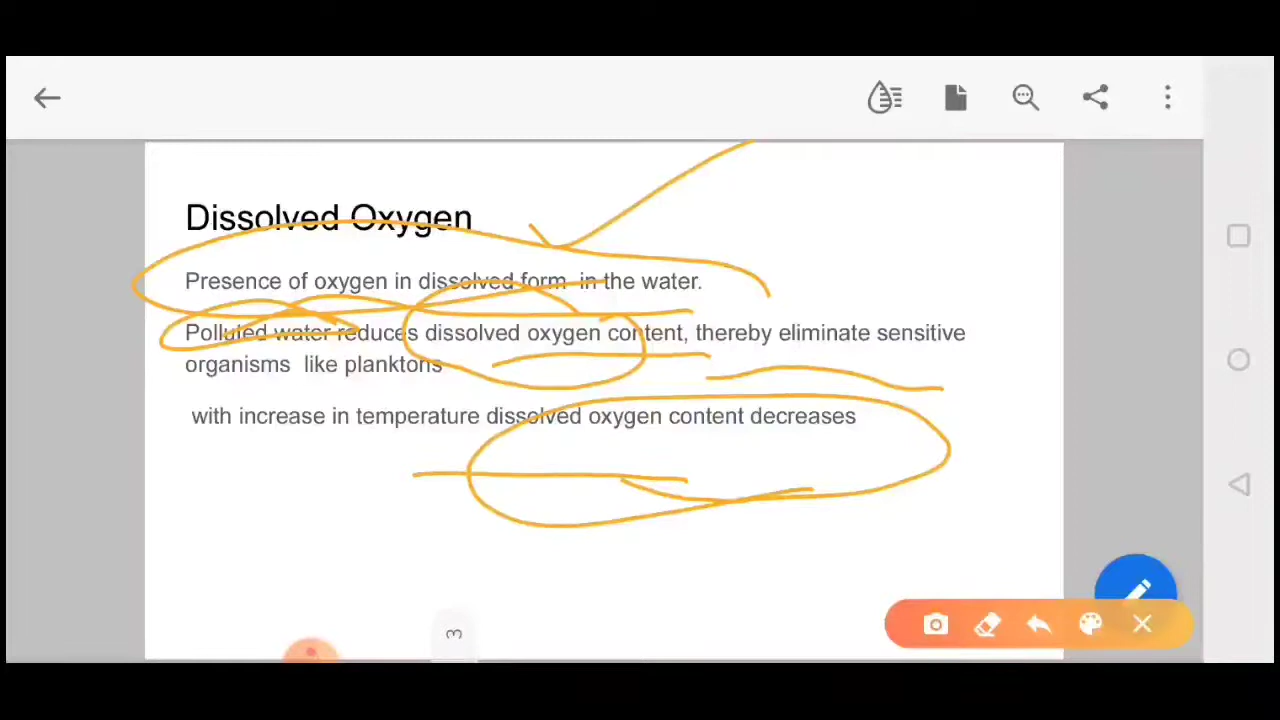 Dissolved Oxygen
Presence of oxygen in dissolved form  in the water.
Polluted water reduces dissolved oxygen content, thereby eliminate sensitive
organisms  like planktons
with increase in temperature dissolved oxygen content decreases
3